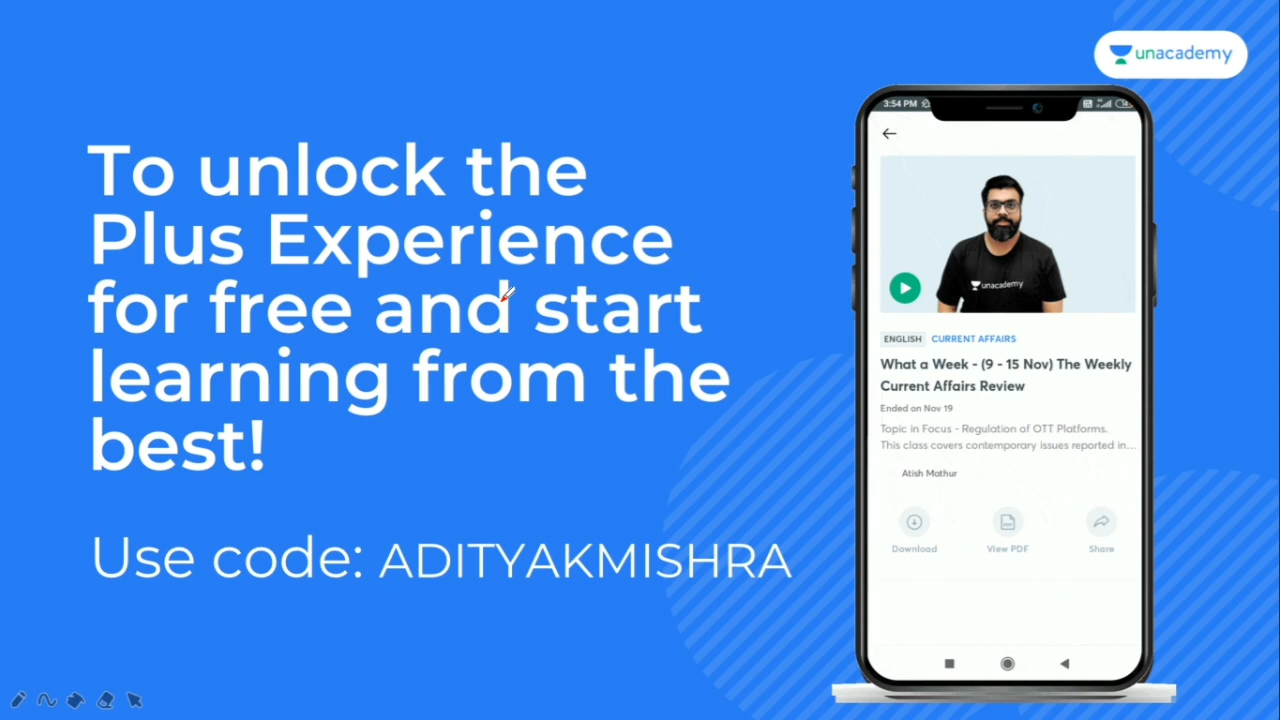 unacademy
To unlock the
Plus Experience
for free and start
learning from the
best!
Use code: ADITYAKMISHRA
3:54 PM
unacademy
ENGLISH CURRENT AFFAIRS
What a Week - (9 - 15 Nov) The Weekly
Current Affairs Review
Ended on Nov 19
Topic in Focus - Regulation of OTT Platforms.
This class covers contemporary issues reported in...
Atish Mathur
Download View PDF Share